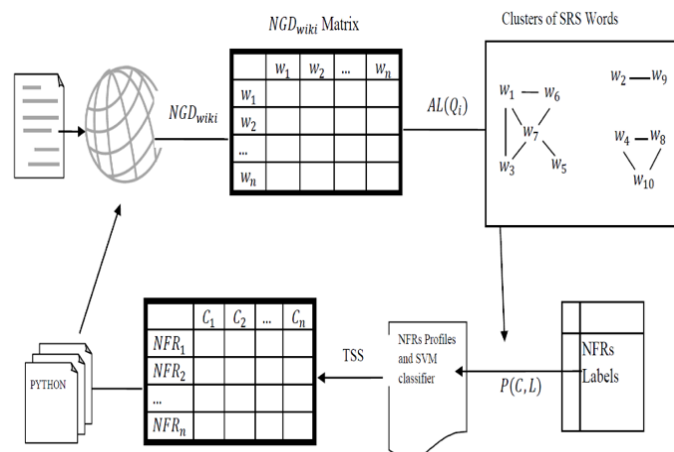 NGD_wiki Matrix
Clusters of SRS Words
w_1 w_2 ... w_n
w_1
w_2
...
w_n
NGD_wiki
AL(Q_i)
w_2 w_9
w_1 w_6
w_7
w_3 w_5
w_4 w_8
w_10
C_1 C_2 ... C_n
NFR_1
NFR_2
...
NFR_n
PYTHON
TSS
NFRs Profiles
and SVM
classifier
P(C,L)
NFRs
Labels